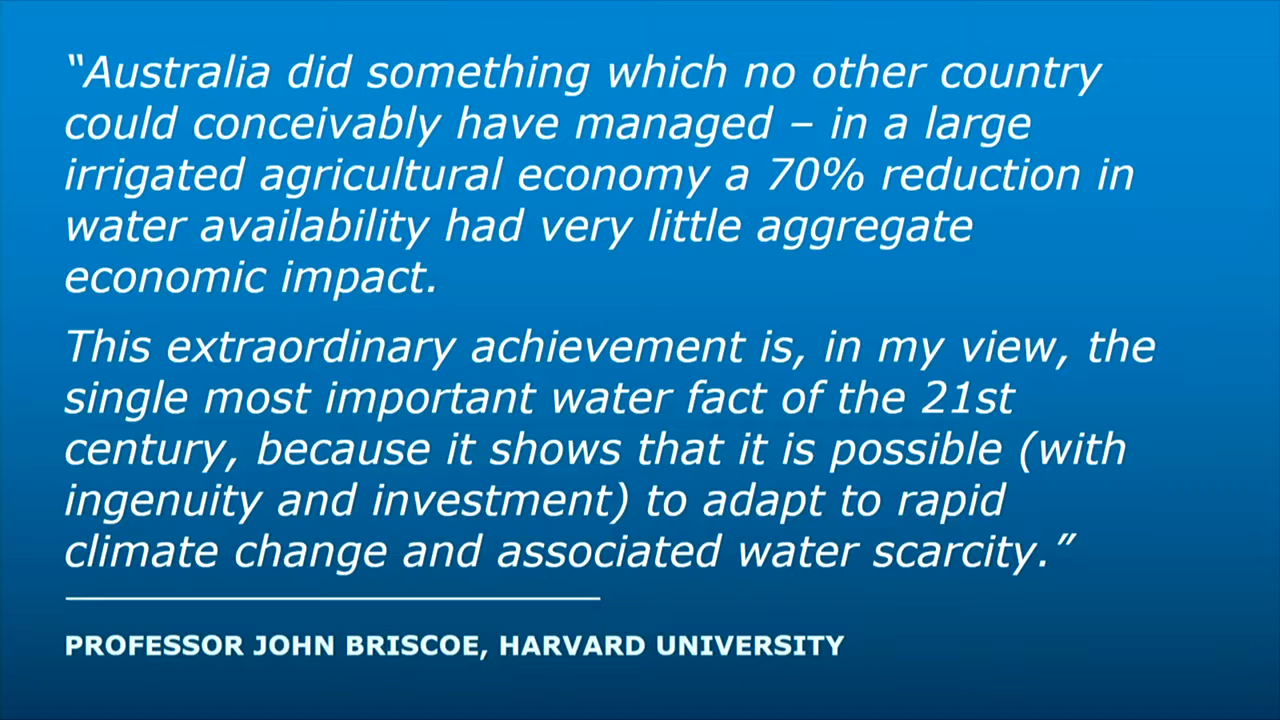 “Australia did something which no other country
could conceivably have managed – in a large
irrigated agricultural economy a 70% reduction in
water availability had very little aggregate
economic impact.
This extraordinary achievement is, in my view, the
single most important water fact of the 21st
century, because it shows that it is possible (with
ingenuity and investment) to adapt to rapid
climate change and associated water scarcity.”
PROFESSOR JOHN BRISCOE, HARVARD UNIVERSITY